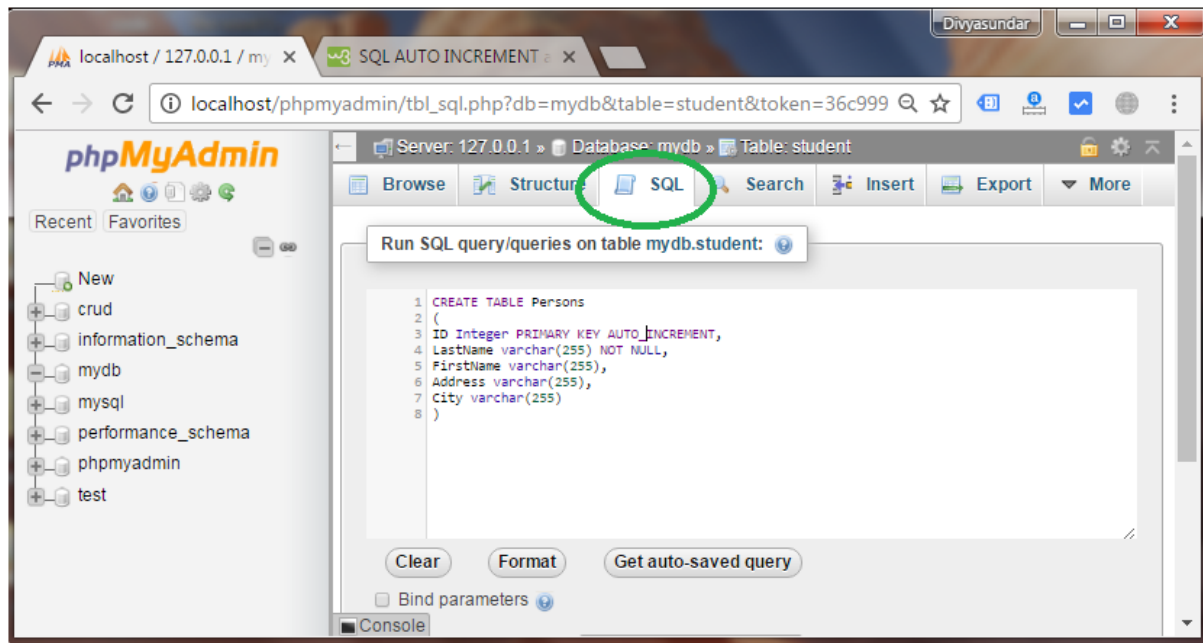 Divyasundar
PMA localhost / 127.0.0.1 / my
SQL AUTO INCREMENT a
localhost/phpmyadmin/tbl_sql.php?db=mydb&table=student&token=36c999
phpMyAdmin
Recent Favorites
New
crud
information_schema
mydb
mysql
performance_schema
phpmyadmin
test
Server: 127.0.0.1 » Database: mydb » Table: student
Browse Structure SQL Search Insert Export More
Run SQL query/queries on table mydb.student:
1 CREATE TABLE Persons
2 (
3 ID Integer PRIMARY KEY AUTO_INCREMENT,
4 LastName varchar(255) NOT NULL,
5 FirstName varchar(255),
6 Address varchar(255),
7 City varchar(255)
8 )
Clear Format Get auto-saved query
Bind parameters
Console